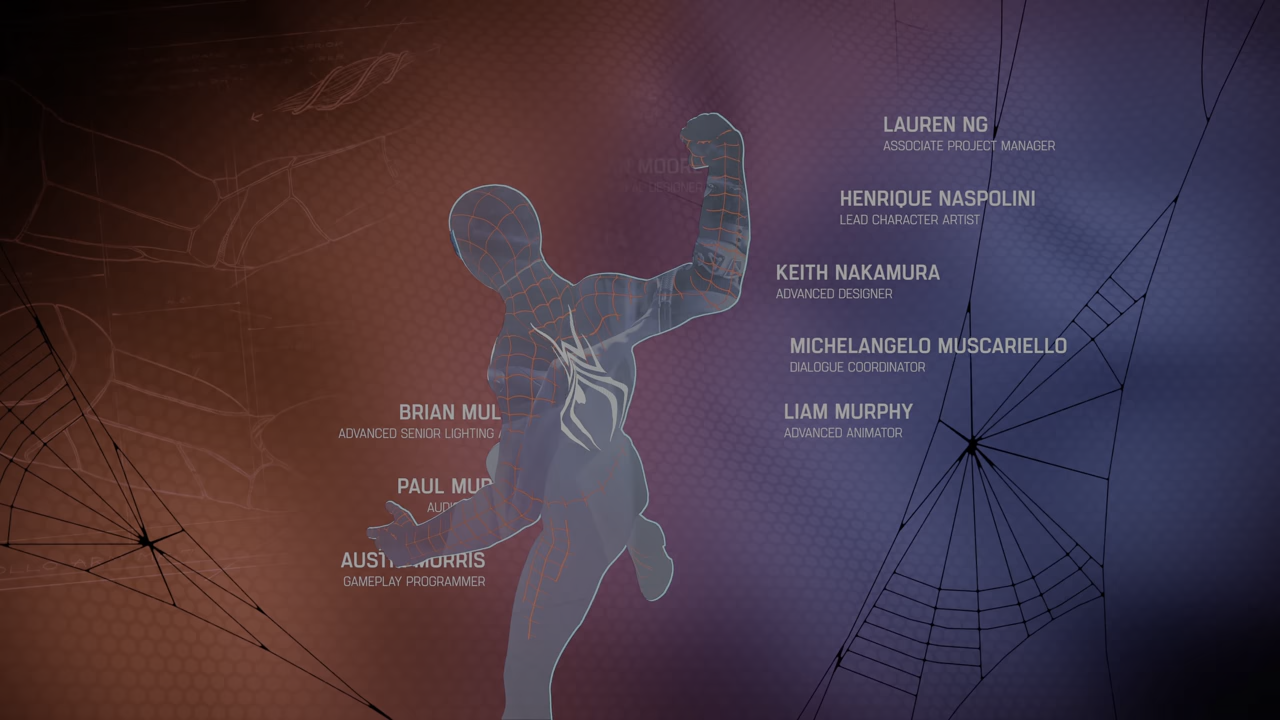 LAUREN NG
ASSOCIATE PROJECT MANAGER
HENRIQUE NASPOLINI
LEAD CHARACTER ARTIST
KEITH NAKAMURA
ADVANCED DESIGNER
MICHELANGELO MUSCARIELLO
DIALOGUE COORDINATOR
LIAM MURPHY
ADVANCED ANIMATOR
BRIAN MUL
ADVANCED SENIOR LIGHTING
PAUL
MORRIS
GAMEPLAY PROGRAMMER